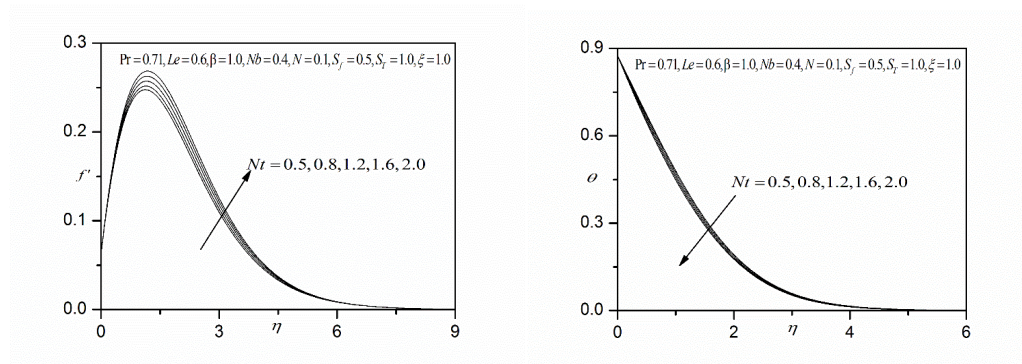 0.3
Pr=0.71, Le=0.6, β=1.0, Nb=0.4, N=0.1, S_f=0.5, S_T=1.0, ξ=1.0
0.2
Nt=0.5, 0.8, 1.2, 1.6, 2.0
f'
0.1
0.0
0 3 6 9
η
0.9
Pr=0.71, Le=0.6, β=1.0, Nb=0.4, N=0.1, S_f=0.5, S_T=1.0, ξ=1.0
0.6
θ
Nt=0.5, 0.8, 1.2, 1.6, 2.0
0.3
0.0
0 2 4 6
η